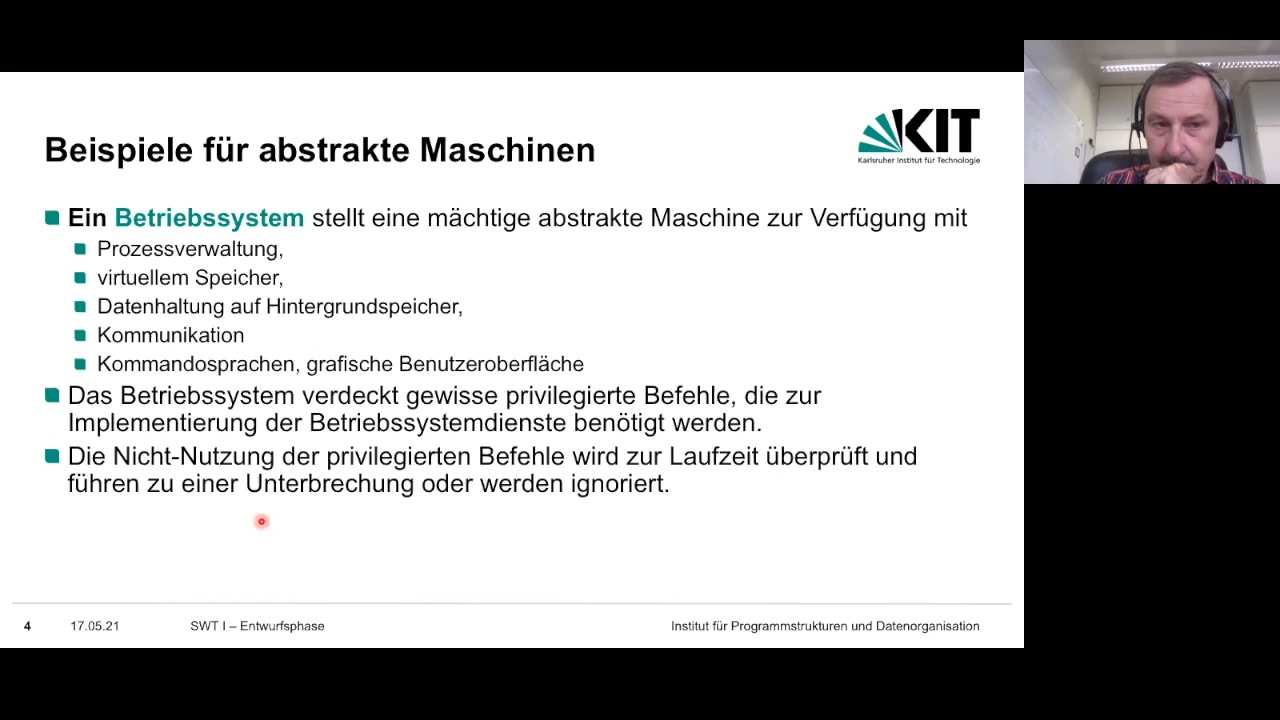 Beispiele für abstrakte Maschinen
KIT
Karlsruher Institut für Technologie
Ein Betriebssystem stellt eine mächtige abstrakte Maschine zur Verfügung mit
Prozessverwaltung,
virtuellem Speicher,
Datenhaltung auf Hintergrundspeicher,
Kommunikation
Kommandosprachen, grafische Benutzeroberfläche
Das Betriebssystem verdeckt gewisse privilegierte Befehle, die zur
Implementierung der Betriebssystemdienste benötigt werden.
Die Nicht-Nutzung der privilegierten Befehle wird zur Laufzeit überprüft und
führen zu einer Unterbrechung oder werden ignoriert.
4 17.05.21 SWT I – Entwurfsphase Institut für Programmstrukturen und Datenorganisation